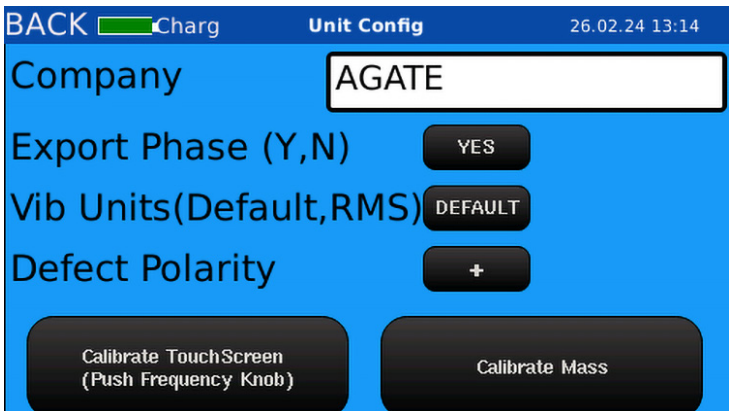 BACK Charg Unit Config 26.02.24 13:14
Company AGATE
Export Phase (Y,N) YES
Vib Units(Default,RMS) DEFAULT
Defect Polarity +
Calibrate TouchScreen
(Push Frequency Knob)
Calibrate Mass